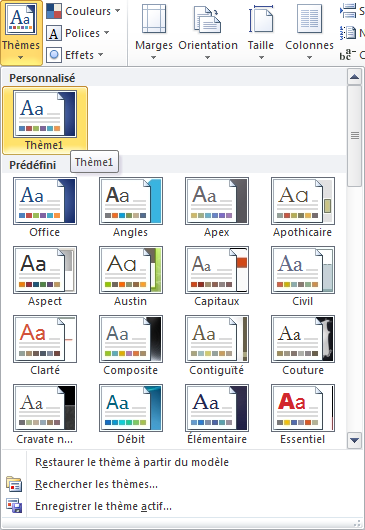 Thèmes
Couleurs
Polices
Effets
Marges
Orientation
Taille
Colonnes
Personnalisé
Aa
Thème1
Thème1
Prédéfini
Aa Aa Aa Aa
Office Angles Apex Apothicaire
Aa Aa Aa Aa
Aspect Austin Capitaux Civil
Aa Aa Aa Aa
Clarté Composite Contiguïté Couture
Aa Aa Aa Aa
Cravate n... Débit Élémentaire Essentiel
Restaurer le thème à partir du modèle
Rechercher les thèmes...
Enregistrer le thème actif...